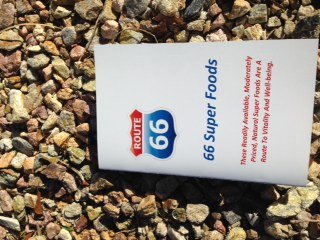 ROUTE
66
66 Super Foods
These Readily Available, Moderately
Priced, Natural Super Foods Are A
Route To Vitality And Well-being.